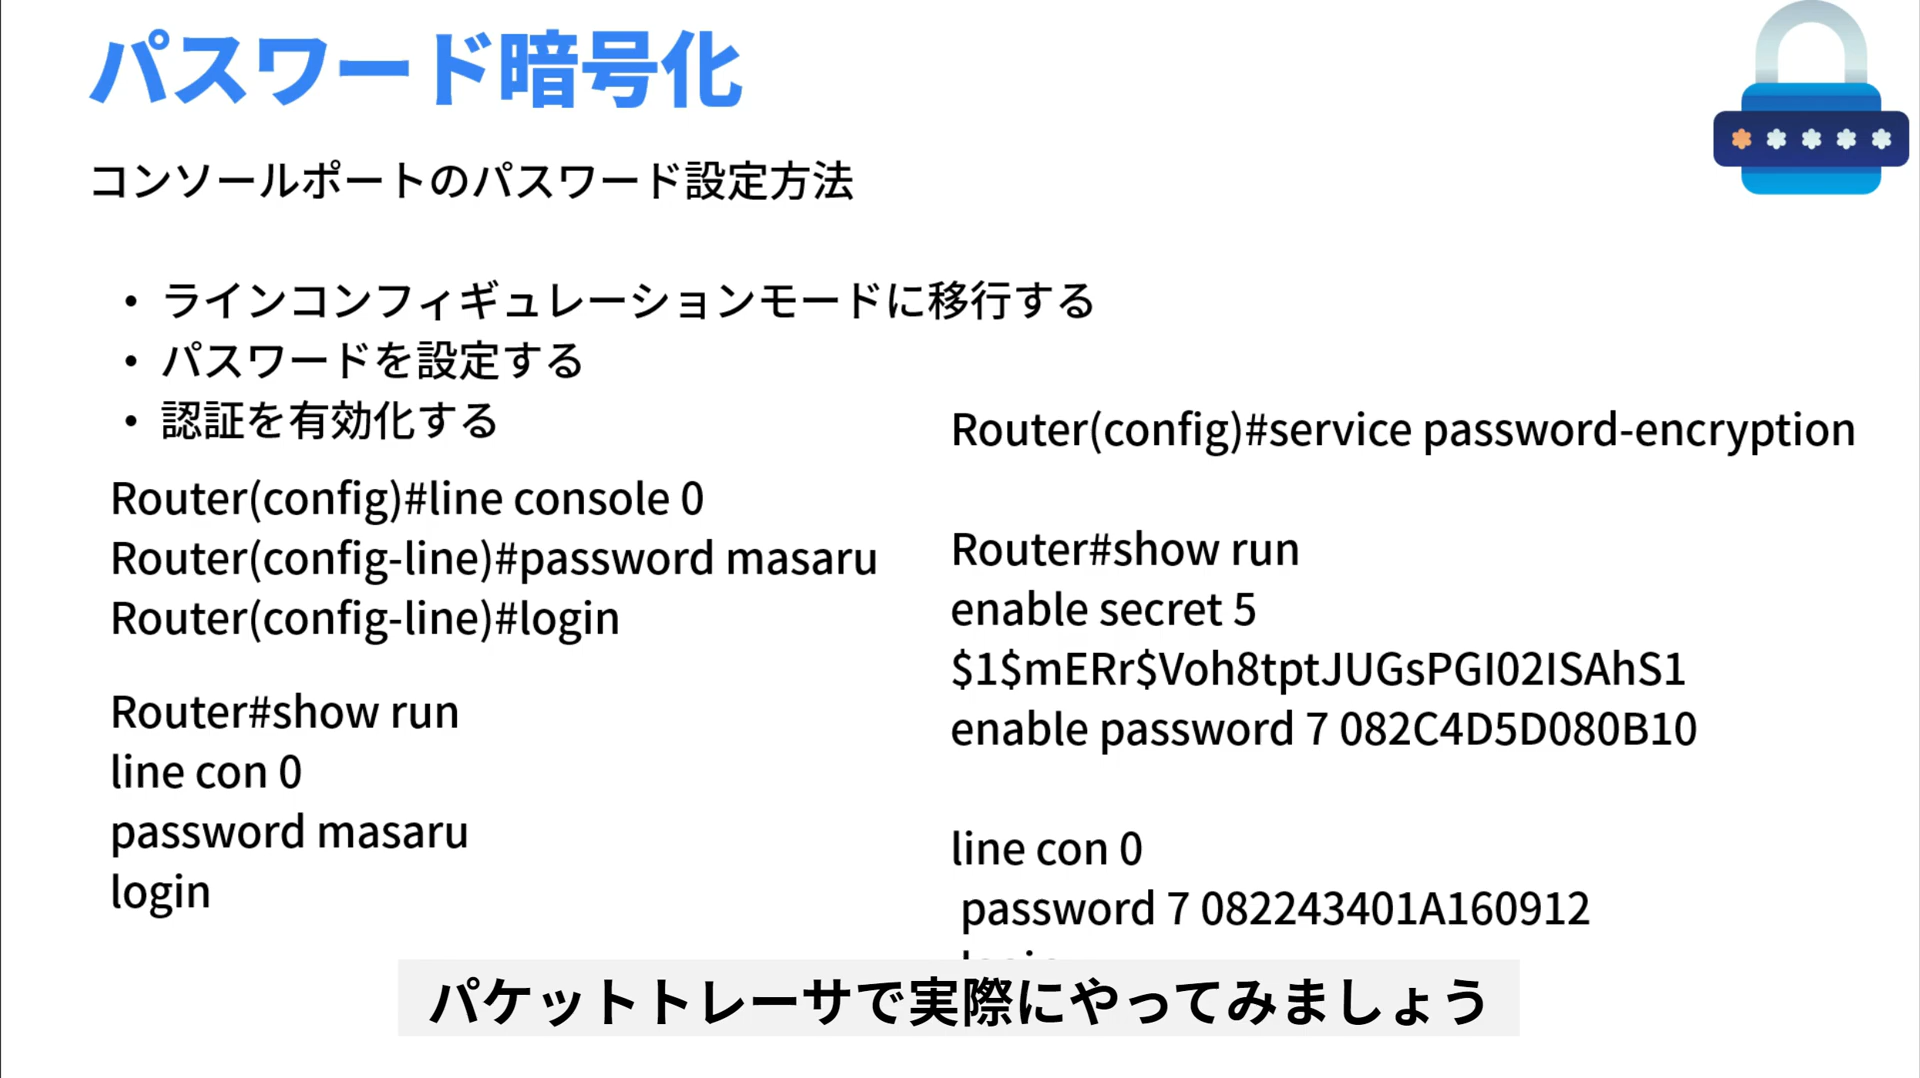 パスワード暗号化
コンソールポートのパスワード設定方法
• ラインコンフィギュレーションモードに移行する
• パスワードを設定する
• 認証を有効化する
Router(config)#line console 0
Router(config-line)#password masaru
Router(config-line)#login
Router#show run
line con 0
password masaru
login
Router(config)#service password-encryption
Router#show run
enable secret 5
$1$mERr$Voh8tptJUGsPGI02ISAhS1
enable password 7 082C4D5D080B10
line con 0
password 7 082243401A160912
パケットトレーサで実際にやってみましょう